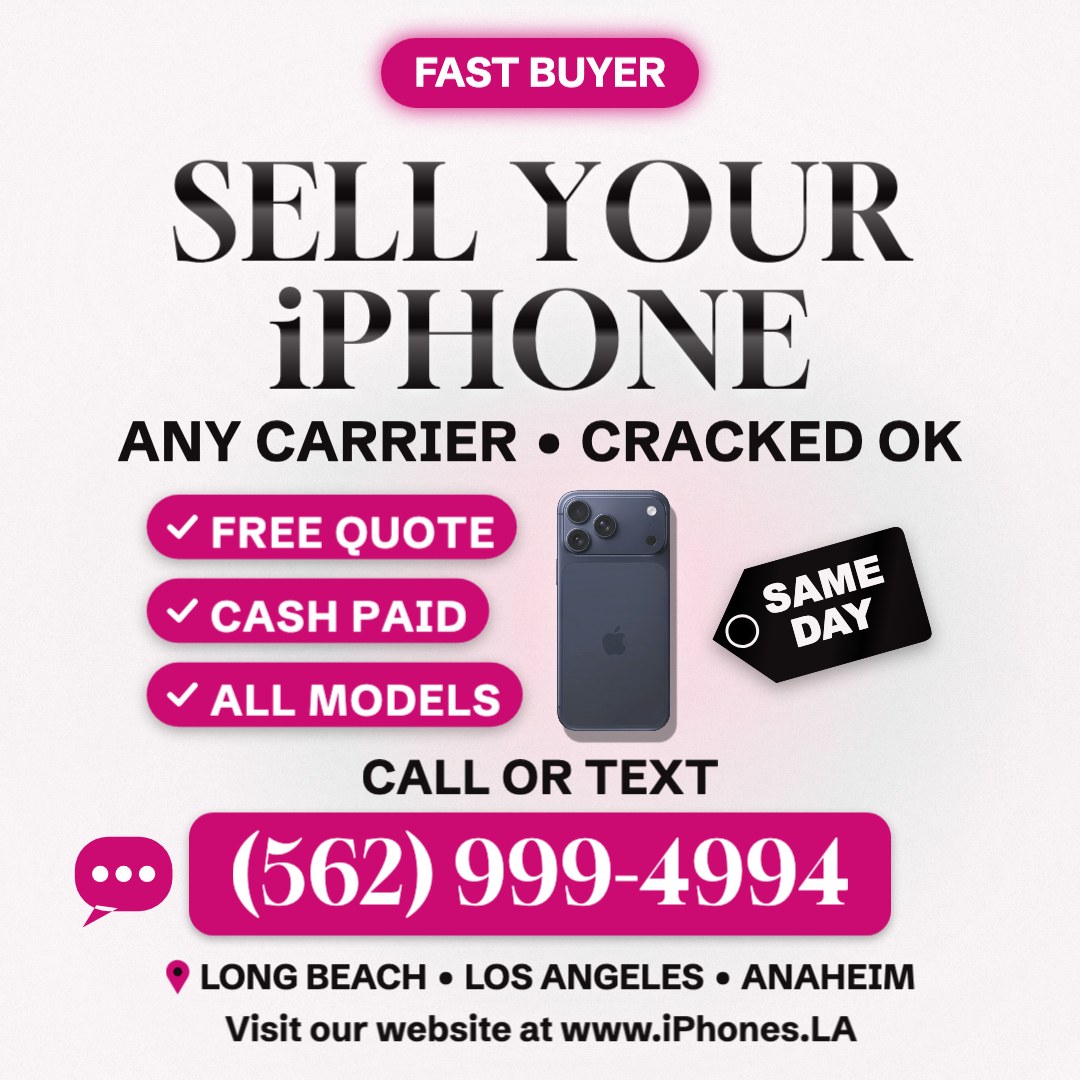 FAST BUYER
SELL YOUR
iPHONE
ANY CARRIER • CRACKED OK
FREE QUOTE
CASH PAID
ALL MODELS
SAME
DAY
CALL OR TEXT
(562) 999-4994
LONG BEACH • LOS ANGELES • ANAHEIM
Visit our website at www.iPhones.LA